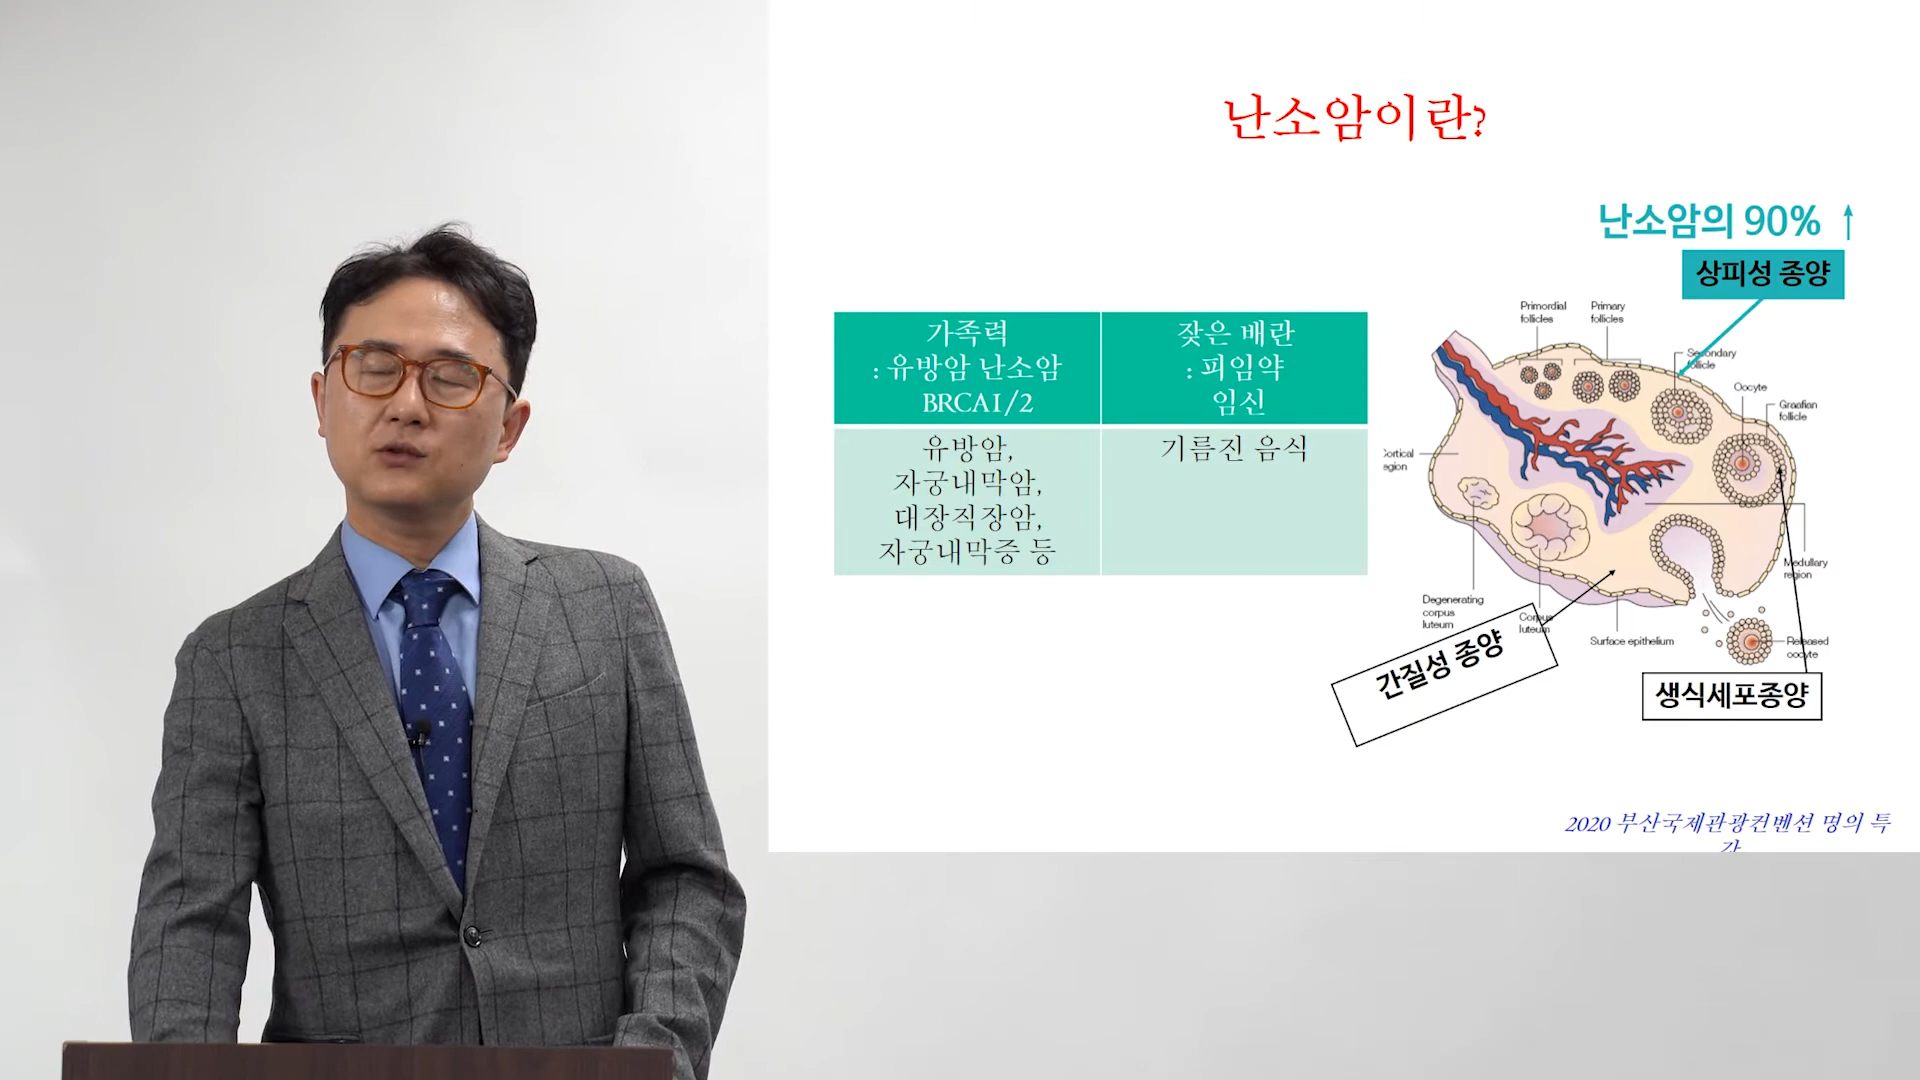 난소암이란?
난소암의 90% ↑
상피성 종양
가족력
: 유방암 난소암
BRCA1/2
잦은 배란
: 피임약
임신
유방암,
자궁내막암,
대장직장암,
자궁내막증 등
기름진 음식
Primordial
follicles
Primary
follicles
Secondary
follicle
Oocyte
Graafian
follicle
Cortical
region
Medullary
region
Degenerating
corpus
luteum
Corpus
luteum
Surface epithelium
Released
oocyte
간질성 종양
생식세포종양
2020 부산국제관광컨벤션 명의 특
강